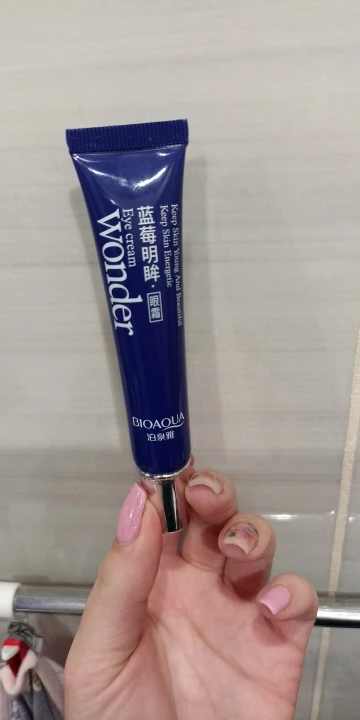 Keep Skin Young And Beautiful
Keep Skin Energetic
蓝莓明眸·眼霜
Eye cream
wonder
BIOAQUA
泊泉雅